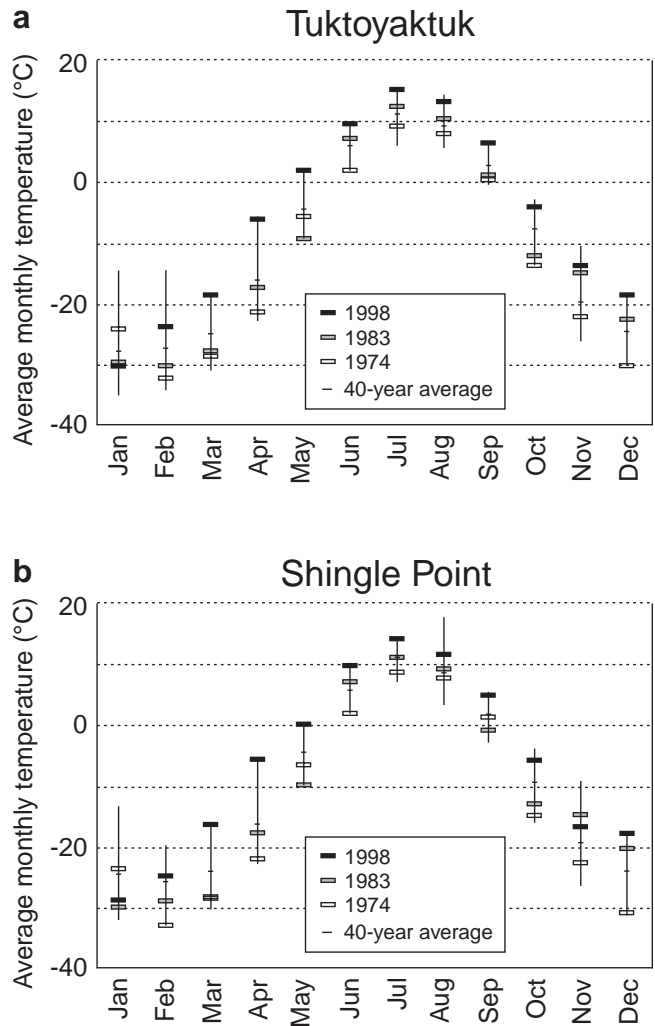 a
Tuktoyaktuk
Average monthly temperature (°C)
20
0
-20
-40
1998
1983
1974
40-year average
Jan
Feb
Mar
Apr
May
Jun
Jul
Aug
Sep
Oct
Nov
Dec
b
Shingle Point
Average monthly temperature (°C)
20
0
-20
-40
1998
1983
1974
40-year average
Jan
Feb
Mar
Apr
May
Jun
Jul
Aug
Sep
Oct
Nov
Dec